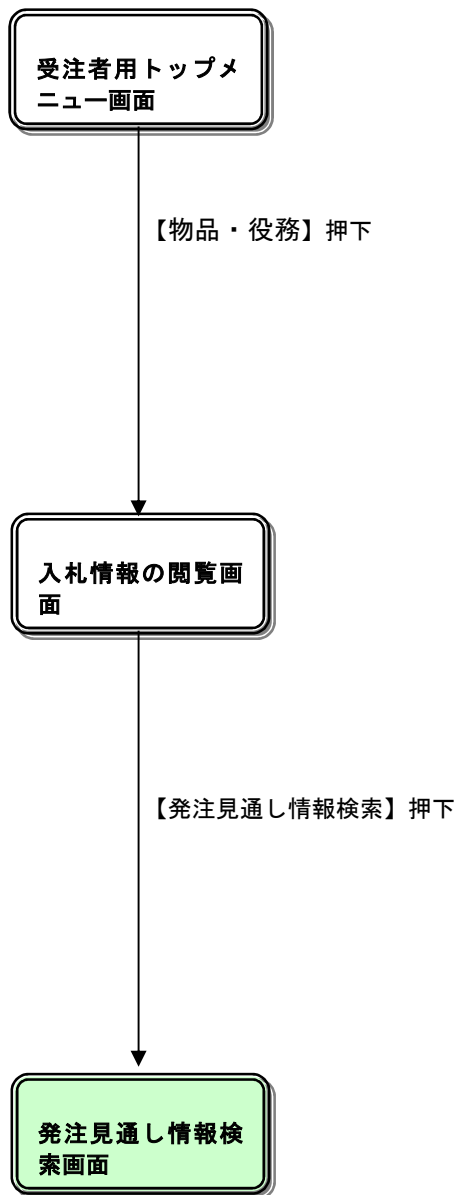 受注者用トップメ
ニュー画面
【物品・役務】押下
入札情報の閲覧画
面
【発注見通し情報検索】押下
発注見通し情報検
索画面